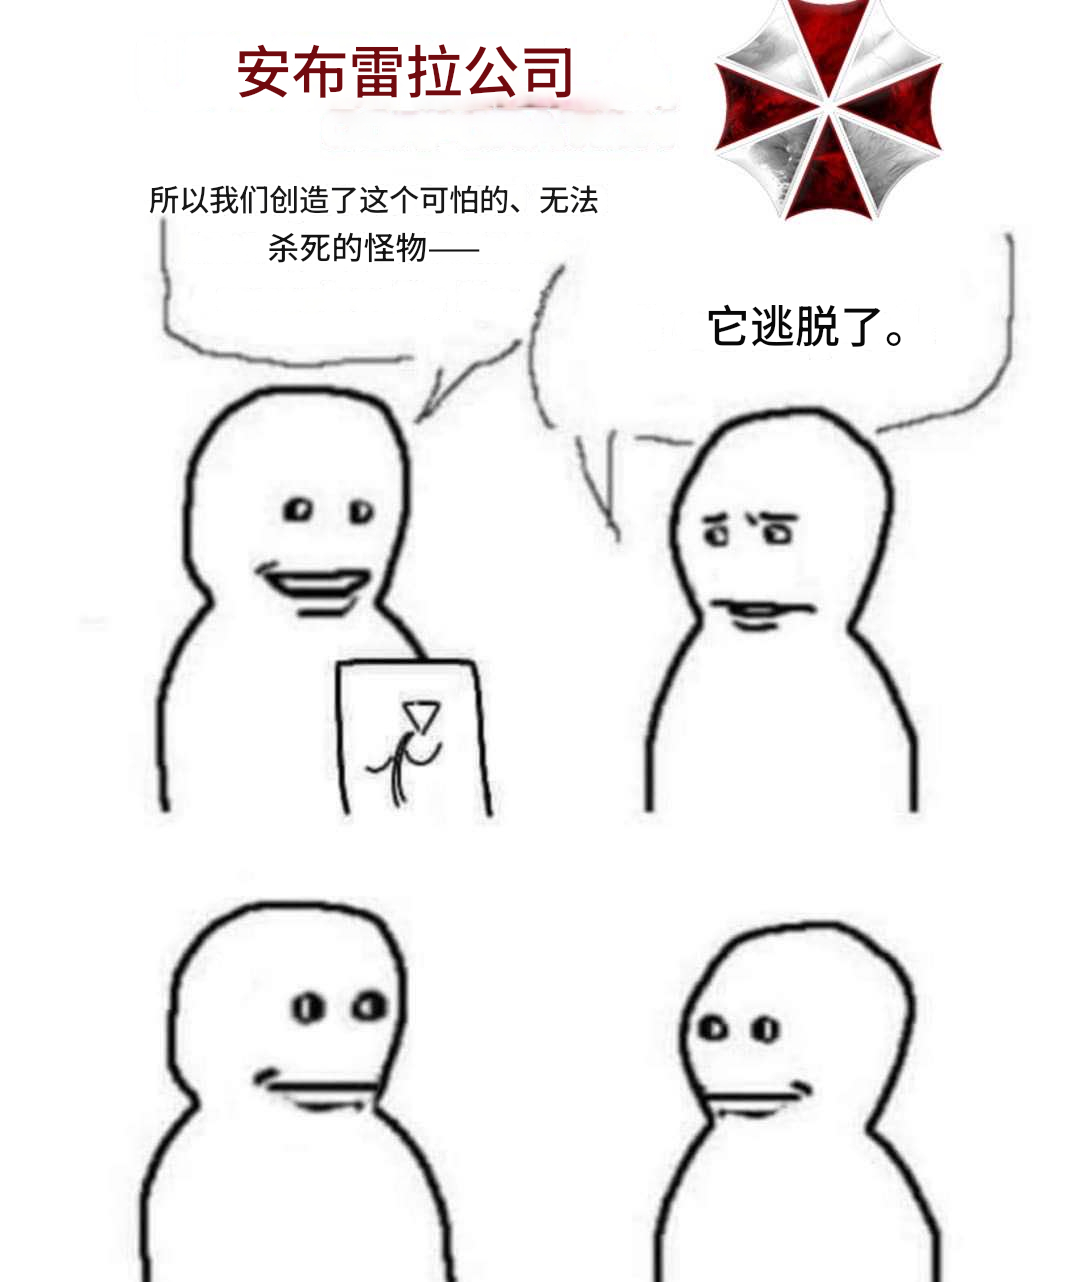 安布雷拉公司
所以我们创造了这个可怕的、无法
杀死的怪物——
它逃脱了。